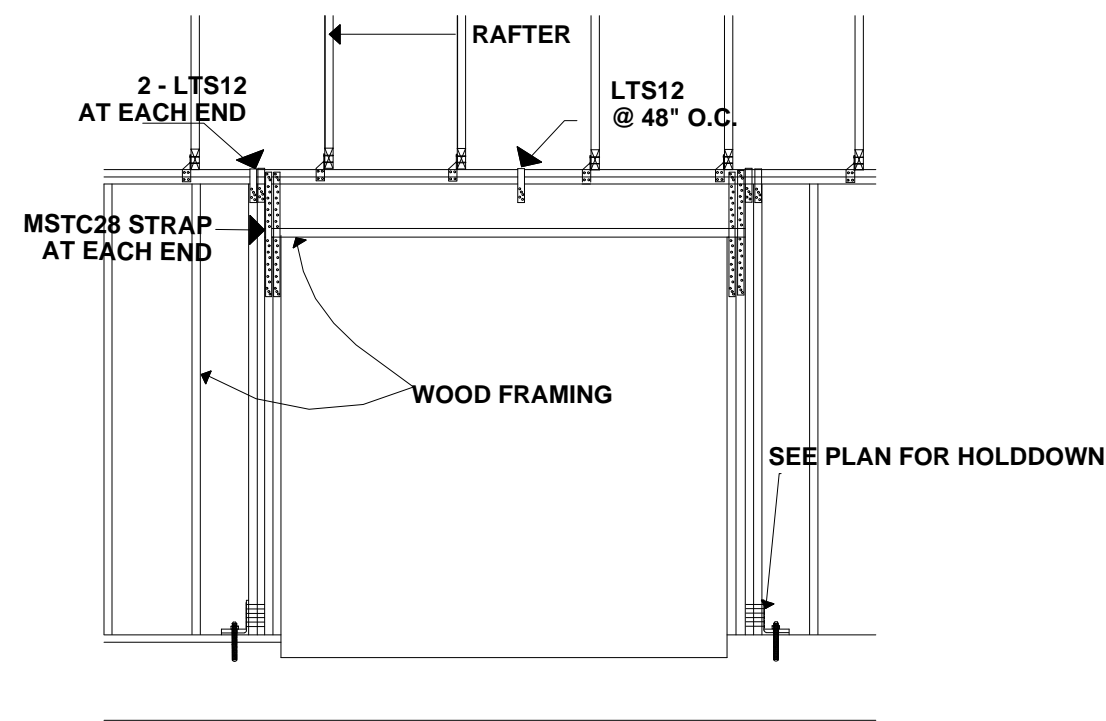 RAFTER
2 - LTS12
AT EACH END
LTS12
@ 48" O.C.
MSTC28 STRAP
AT EACH END
WOOD FRAMING
SEE PLAN FOR HOLDDOWN